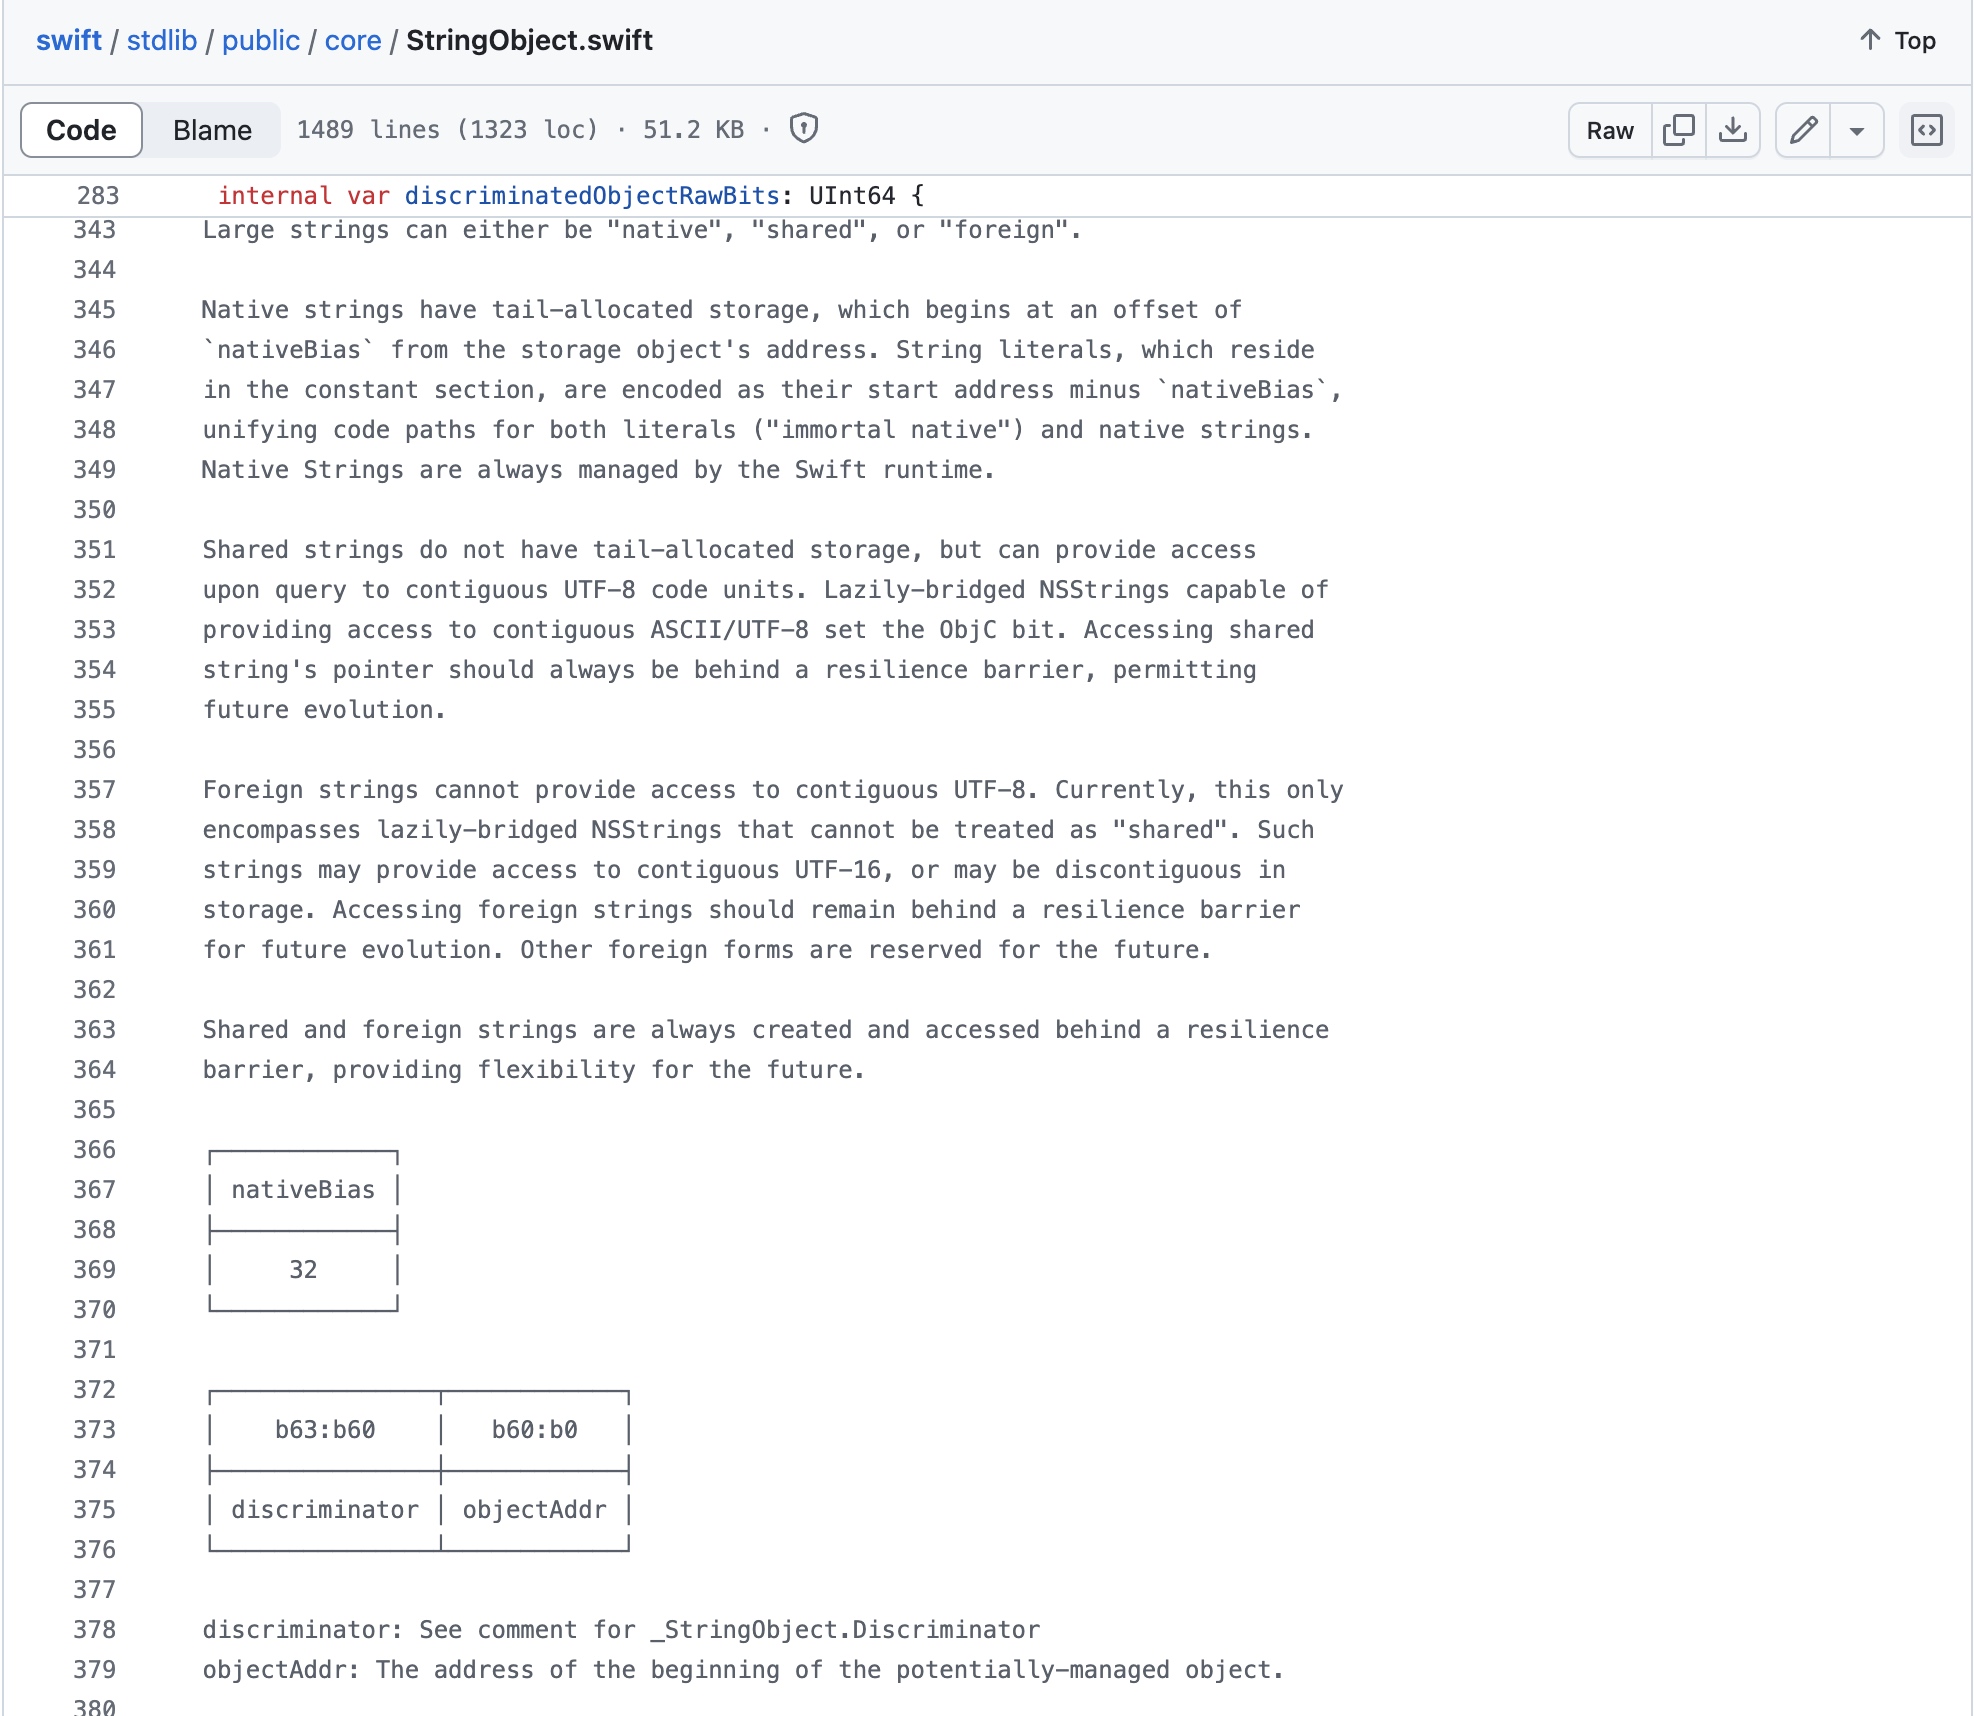 swift / stdlib / public / core / StringObject.swift
Top
Code Blame 1489 lines (1323 loc) · 51.2 KB ·
Raw
283 internal var discriminatedObjectRawBits: UInt64 {
343 Large strings can either be "native", "shared", or "foreign".
344
345 Native strings have tail-allocated storage, which begins at an offset of
346 `nativeBias` from the storage object's address. String literals, which reside
347 in the constant section, are encoded as their start address minus `nativeBias`,
348 unifying code paths for both literals ("immortal native") and native strings.
349 Native Strings are always managed by the Swift runtime.
350
351 Shared strings do not have tail-allocated storage, but can provide access
352 upon query to contiguous UTF-8 code units. Lazily-bridged NSStrings capable of
353 providing access to contiguous ASCII/UTF-8 set the ObjC bit. Accessing shared
354 string's pointer should always be behind a resilience barrier, permitting
355 future evolution.
356
357 Foreign strings cannot provide access to contiguous UTF-8. Currently, this only
358 encompasses lazily-bridged NSStrings that cannot be treated as "shared". Such
359 strings may provide access to contiguous UTF-16, or may be discontiguous in
360 storage. Accessing foreign strings should remain behind a resilience barrier
361 for future evolution. Other foreign forms are reserved for the future.
362
363 Shared and foreign strings are always created and accessed behind a resilience
364 barrier, providing flexibility for the future.
365
366 ┌────────────┐
367 │ nativeBias │
368 ├────────────┤
369 │     32     │
370 └────────────┘
371
372 ┌───────────────┬────────────┐
373 │    b63:b60    │   b60:b0   │
374 ├───────────────┼────────────┤
375 │ discriminator │ objectAddr │
376 └───────────────┴────────────┘
377
378 discriminator: See comment for _StringObject.Discriminator
379 objectAddr: The address of the beginning of the potentially-managed object.
380